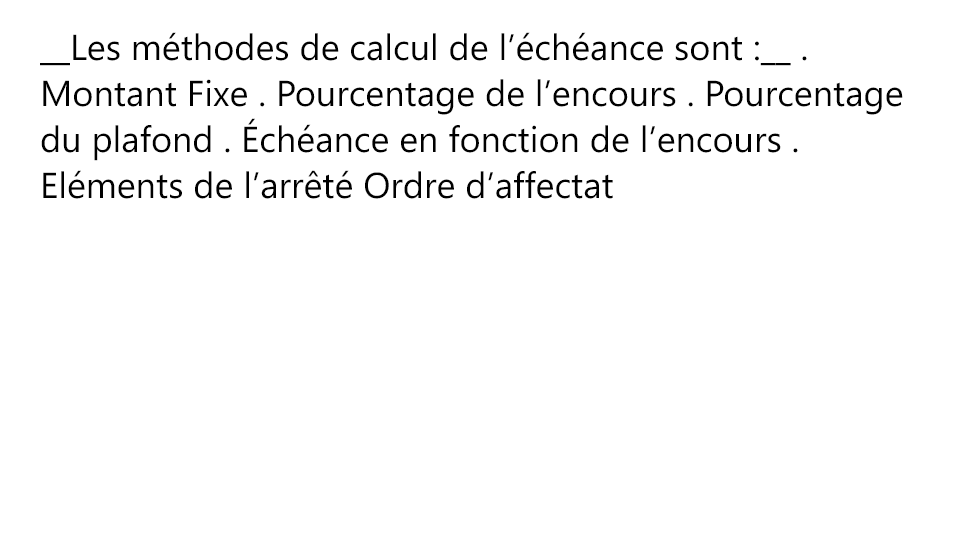 __Les méthodes de calcul de l’échéance sont :__ .
Montant Fixe . Pourcentage de l’encours . Pourcentage
du plafond . Échéance en fonction de l’encours .
Eléments de l’arrêté Ordre d’affectat